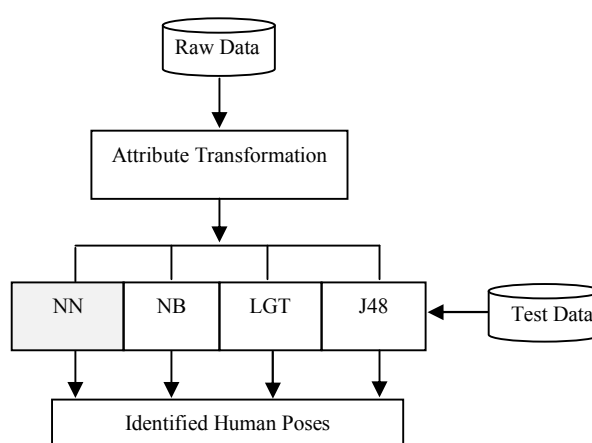 Raw Data
Attribute Transformation
NN
NB
LGT
J48
Test Data
Identified Human Poses